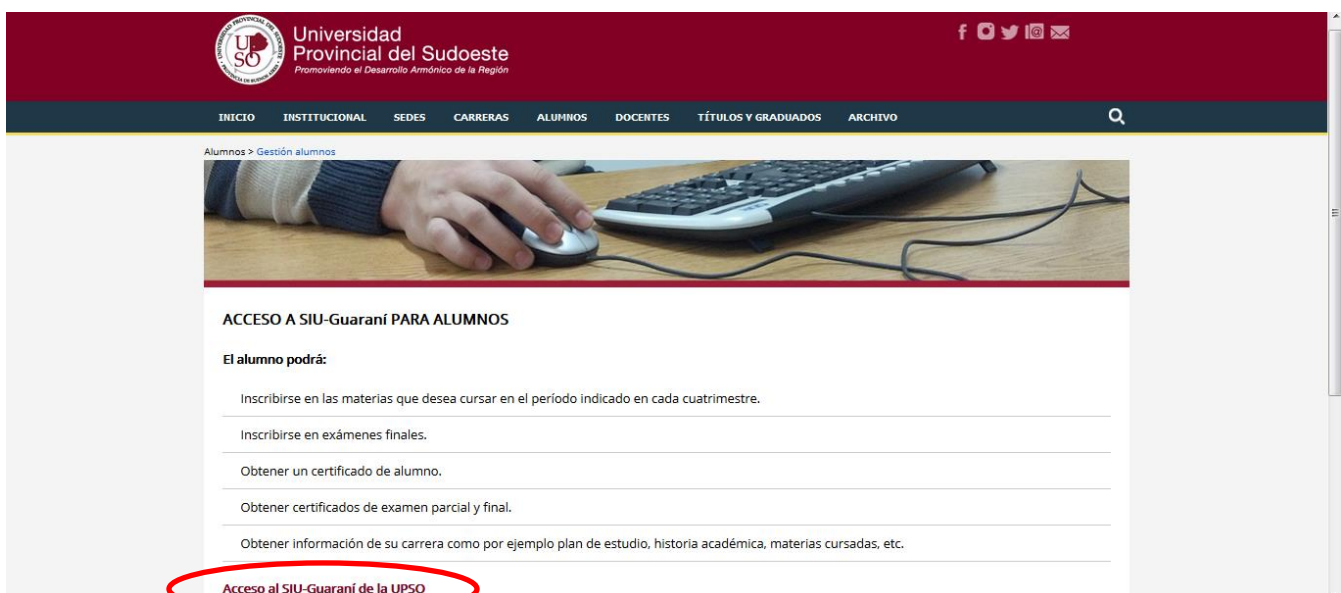 Universidad
Provincial del Sudoeste
Promoviendo el Desarrollo Armónico de la Región
INICIO INSTITUCIONAL SEDES CARRERAS ALUMNOS DOCENTES TÍTULOS Y GRADUADOS ARCHIVO
Alumnos > Gestión alumnos
ACCESO A SIU-Guaraní PARA ALUMNOS
El alumno podrá:
Inscribirse en las materias que desea cursar en el período indicado en cada cuatrimestre.
Inscribirse en exámenes finales.
Obtener un certificado de alumno.
Obtener certificados de examen parcial y final.
Obtener información de su carrera como por ejemplo plan de estudio, historia académica, materias cursadas, etc.
Acceso al SIU-Guaraní de la UPSO